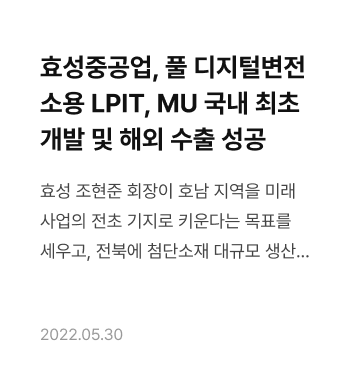 효성중공업, 풀 디지털변전
소용 LPIT, MU 국내 최초
개발 및 해외 수출 성공
효성 조현준 회장이 호남 지역을 미래
사업의 전초 기지로 키운다는 목표를
세우고, 전북에 첨단소재 대규모 생산...
2022.05.30